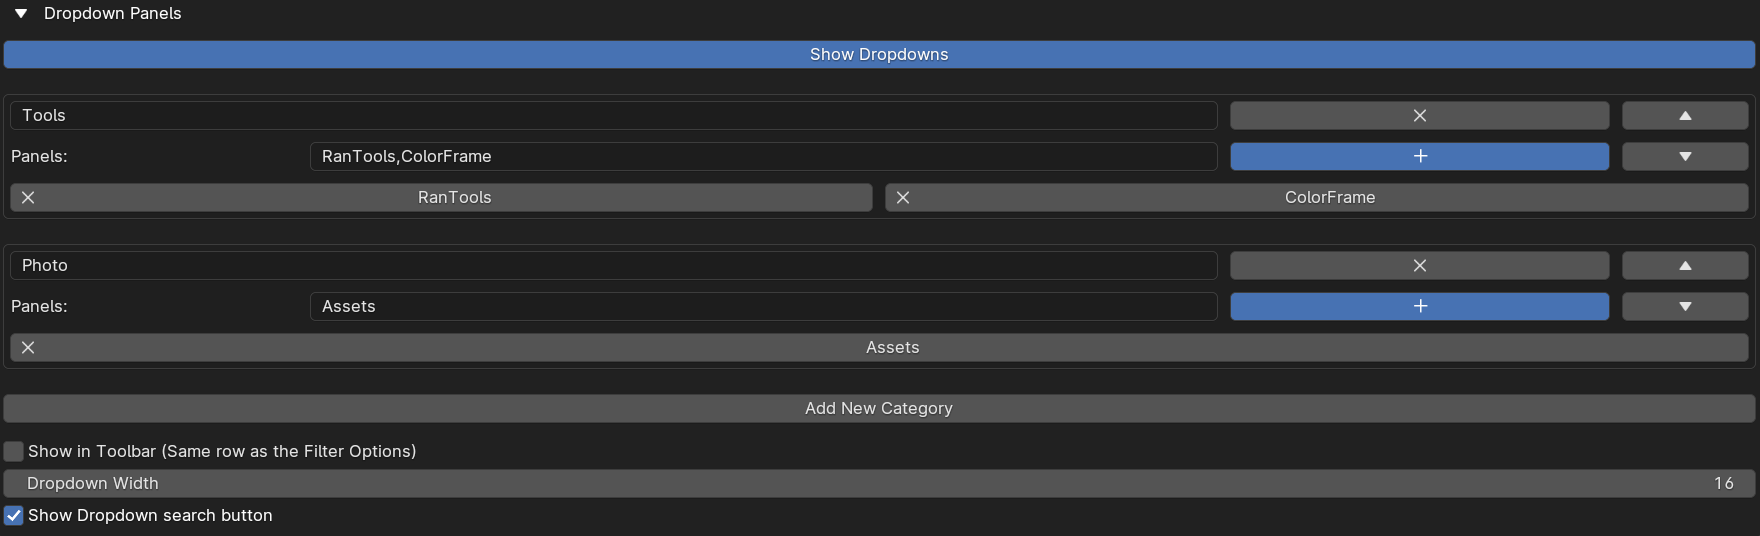 Dropdown Panels
Show Dropdowns
Tools
Panels: RanTools,ColorFrame
RanTools ColorFrame
Photo
Panels: Assets
Assets
Add New Category
Show in Toolbar (Same row as the Filter Options)
Dropdown Width 16
Show Dropdown search button